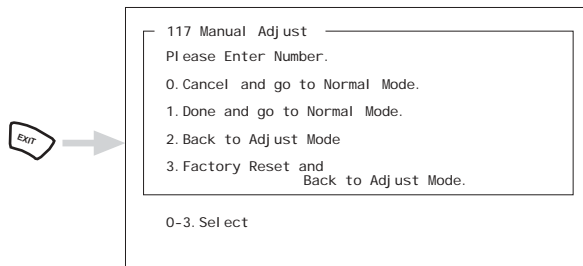 117 Manual Adjust
Please Enter Number.
0. Cancel and go to Normal Mode.
1. Done and go to Normal Mode.
2. Back to Adjust Mode
3. Factory Reset and
Back to Adjust Mode.
EXIT
0-3. Select